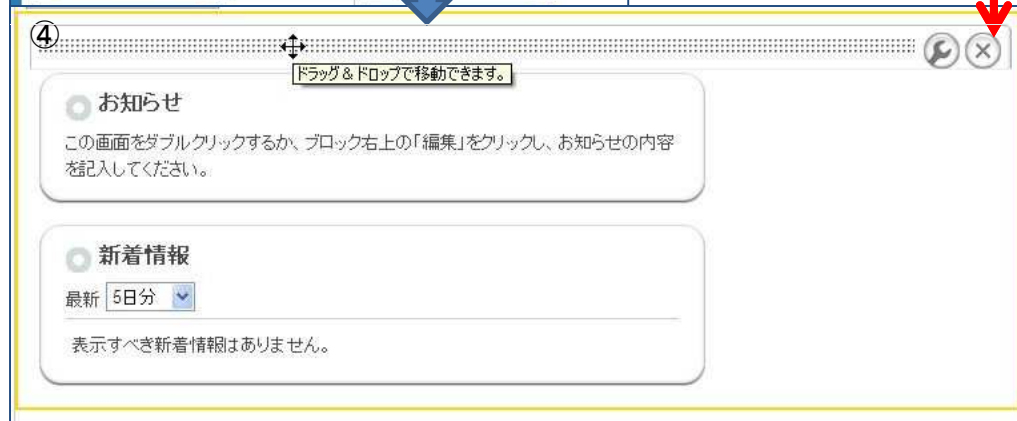 ④
ドラッグ&ドロップで移動できます。
お知らせ
この画面をダブルクリックするか、ブロック右上の「編集」をクリックし、お知らせの内容
を記入してください。
新着情報
最新 5日分
表示すべき新着情報はありません。